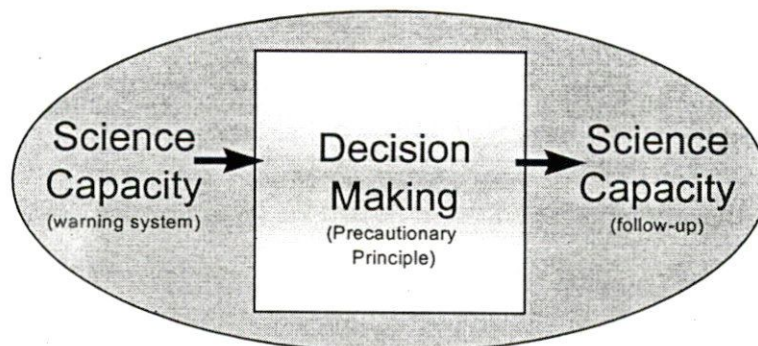 Science
Capacity
(warning system)
Decision
Making
(Precautionary
Principle)
Science
Capacity
(follow-up)